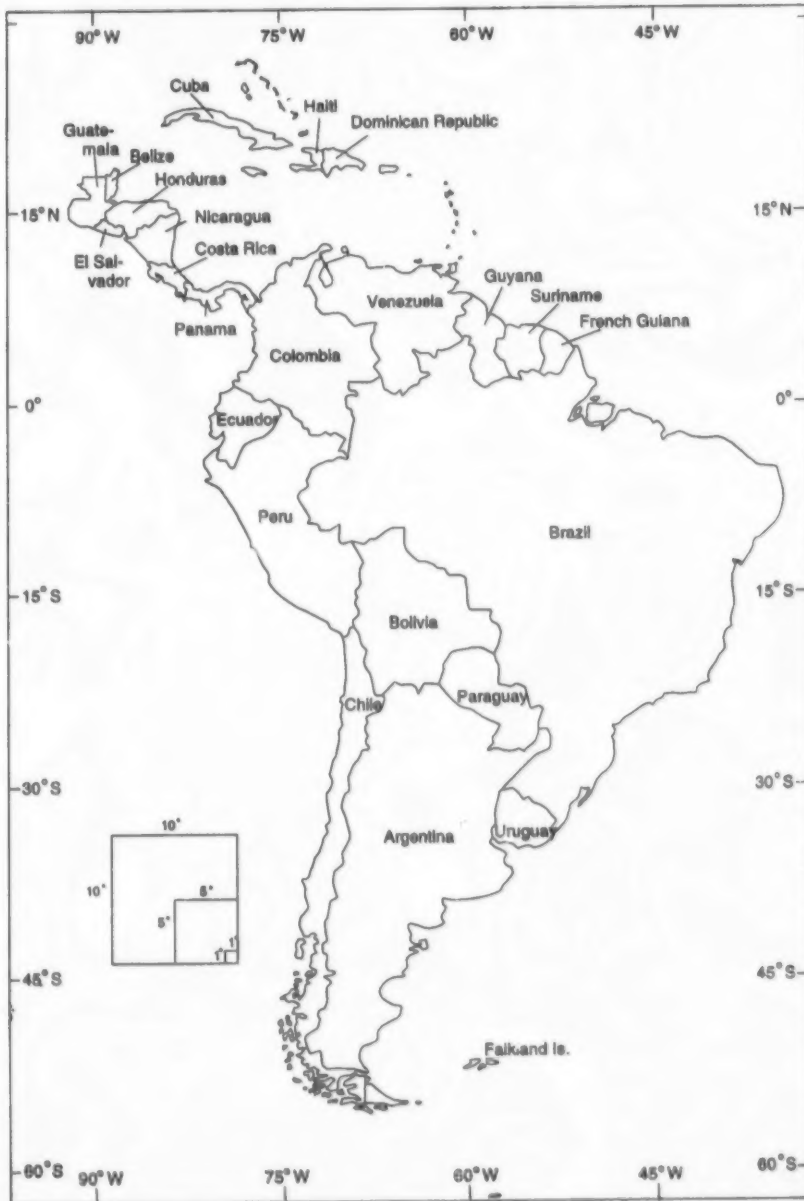 90°W 75°W 60°W 45°W
Cuba
Haiti
Dominican Republic
Guate-
mala
Belize
Honduras
15°N 15°N
Nicaragua
El Sal-
vador
Costa Rica
Panama
Venezuela
Guyana
Suriname
French Guiana
Colombia
0° 0°
Ecuador
Peru
Brazil
15°S 15°S
Bolivia
Chile
Paraguay
30°S 30°S
Argentina
Uruguay
10°
10°
5°
5°
1°
1°
45°S 45°S
Falkland Is.
60°S 60°S
90°W 75°W 60°W 45°W